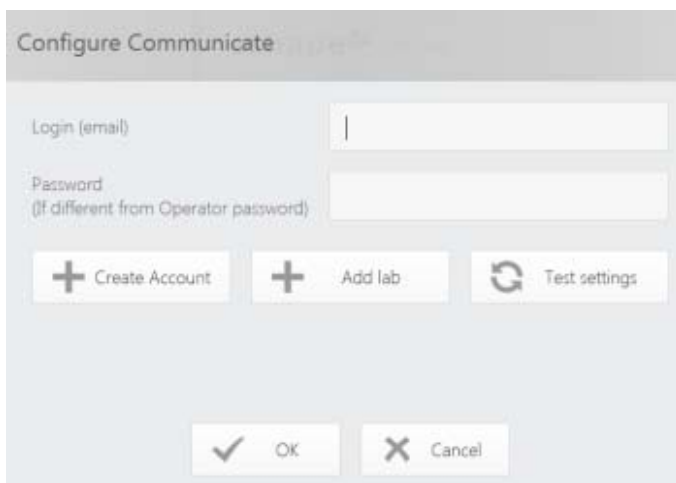 Configure Communicate
Login (email)
Password
(If different from Operator password)
Create Account
Add lab
Test settings
OK
Cancel